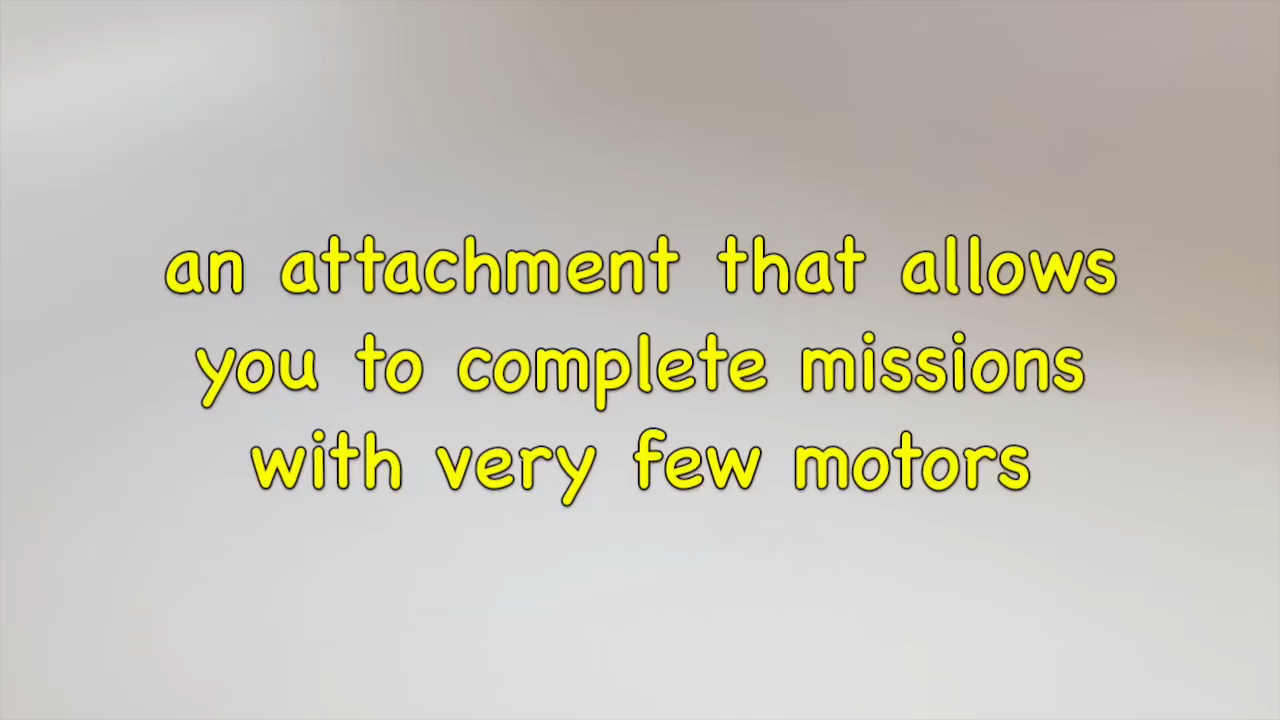 an attachment that allows
you to complete missions
with very few motors